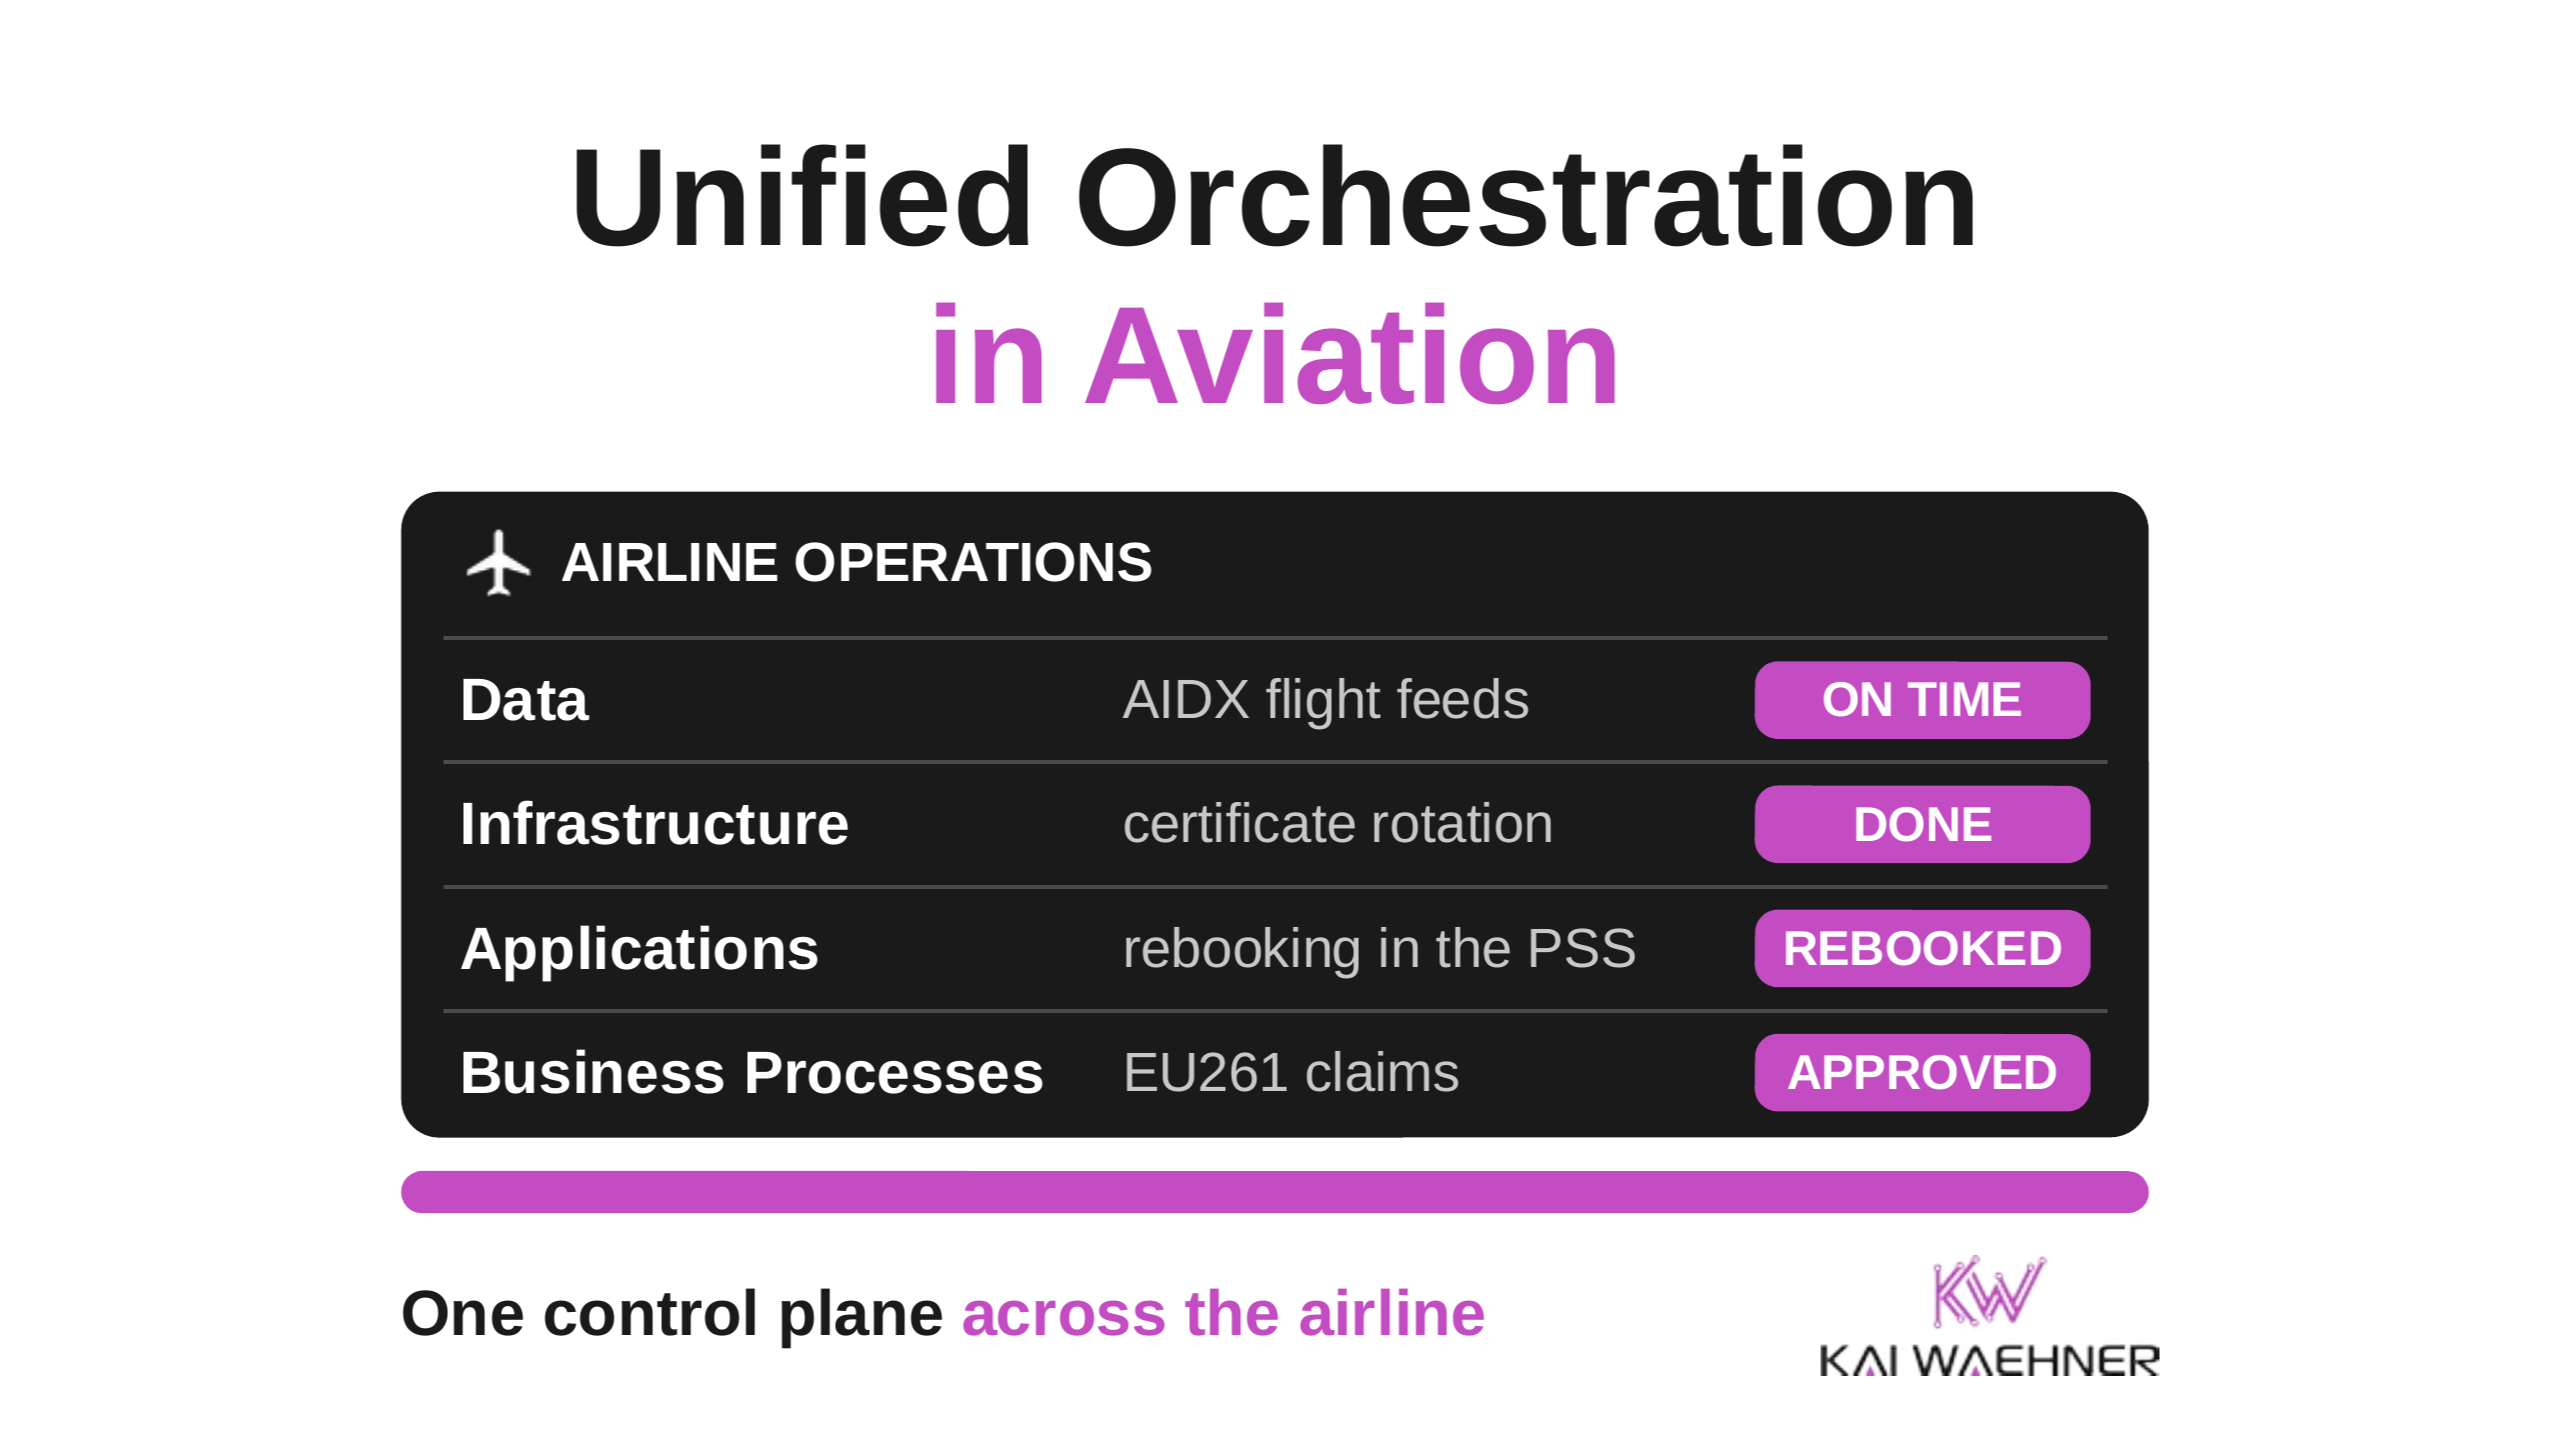 Unified Orchestration
in Aviation
AIRLINE OPERATIONS
Data AIDX flight feeds ON TIME
Infrastructure certificate rotation DONE
Applications rebooking in the PSS REBOOKED
Business Processes EU261 claims APPROVED
One control plane across the airline
KW
KAI WAEHNER